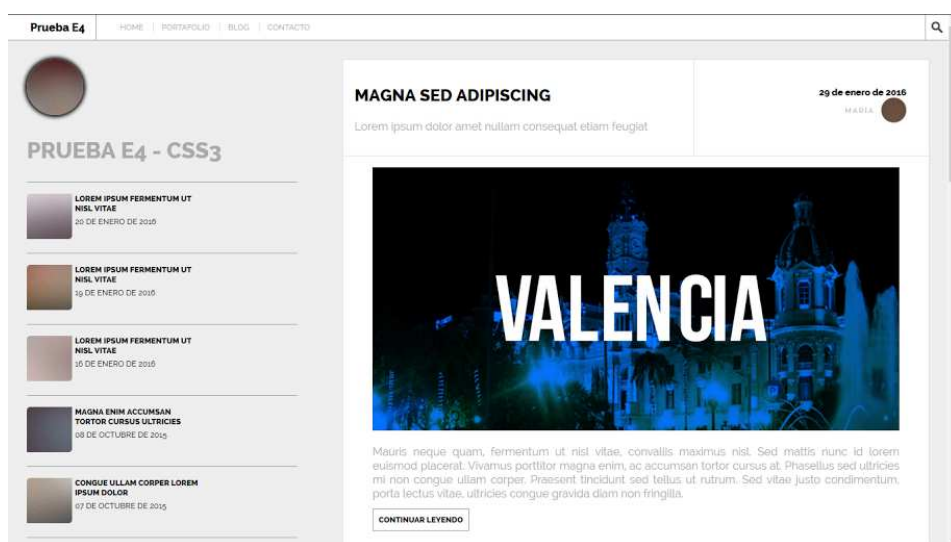 Prueba E4
HOME | PORTAFOLIO | BLOG | CONTACTO
PRUEBA E4 - CSS3
LOREM IPSUM FERMENTUM UT
NISL VITAE
20 DE ENERO DE 2016
LOREM IPSUM FERMENTUM UT
NISL VITAE
19 DE ENERO DE 2016
LOREM IPSUM FERMENTUM UT
NISL VITAE
16 DE ENERO DE 2016
MAGNA ENIM ACCUMSAN
TORTOR CURSUS ULTRICIES
08 DE OCTUBRE DE 2015
CONGUE ULLAM CORPER LOREM
IPSUM DOLOR
07 DE OCTUBRE DE 2015
MAGNA SED ADIPISCING
Lorem ipsum dolor amet nullam consequat etiam feugiat
29 de enero de 2016
MARÍA
VALENCIA
Mauris neque quam, fermentum ut nisl vitae, convallis maximus nisl. Sed mattis nunc id lorem
euismod placerat. Vivamus porttitor magna enim, ac accumsan tortor cursus at. Phasellus sed ultricies
mi non congue ullam corper. Praesent tincidunt sed tellus ut rutrum. Sed vitae justo condimentum,
porta lectus vitae, ultricies congue gravida diam non fringilla.
CONTINUAR LEYENDO